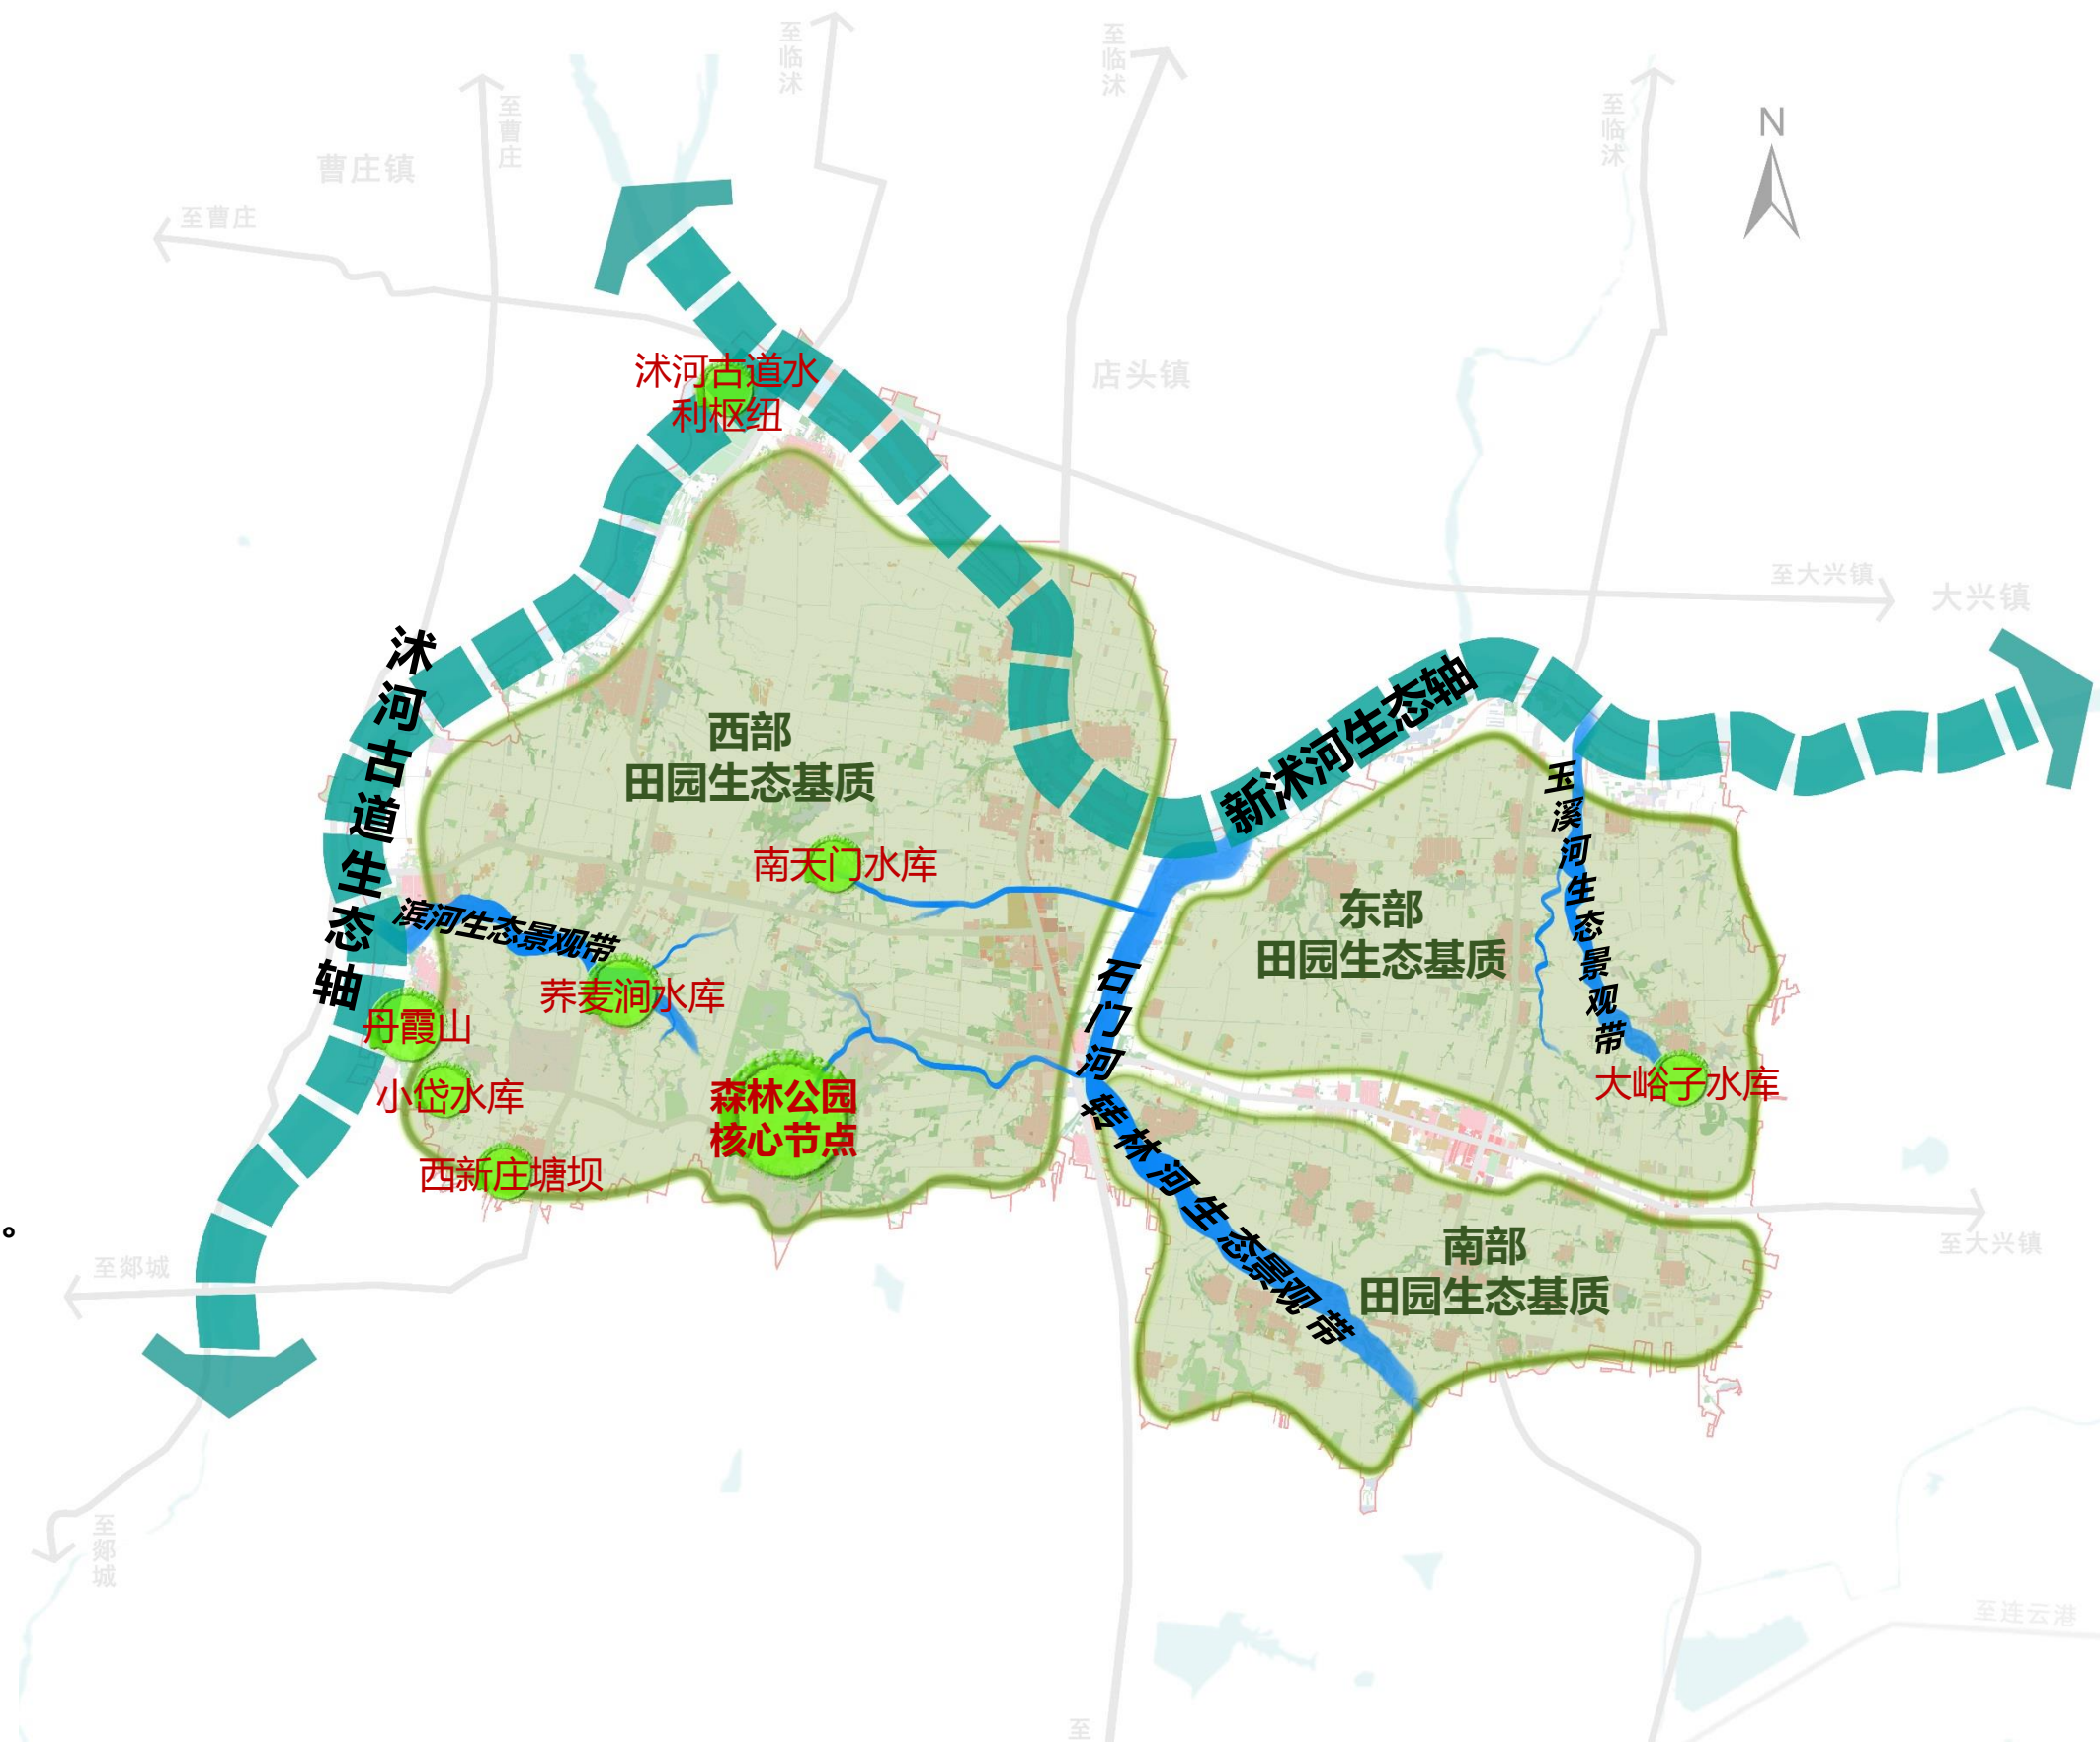 至临沭
至临沭
至曹庄
至临沭
N
曹庄镇
至曹庄
沭河古道水
利枢纽
店头镇
至大兴镇
大兴镇
沭河古道生态轴
新沭河生态轴
西部
田园生态基质
玉溪河生态景观带
南天门水库
东部
田园生态基质
滨河生态景观带
荞麦涧水库
石门河
丹霞山
小岱水库
森林公园
核心节点
大峪子水库
转林河生态景观带
西新庄塘坝
。
南部
田园生态基质
至大兴镇
至郯城
至郯城
至连云港
至